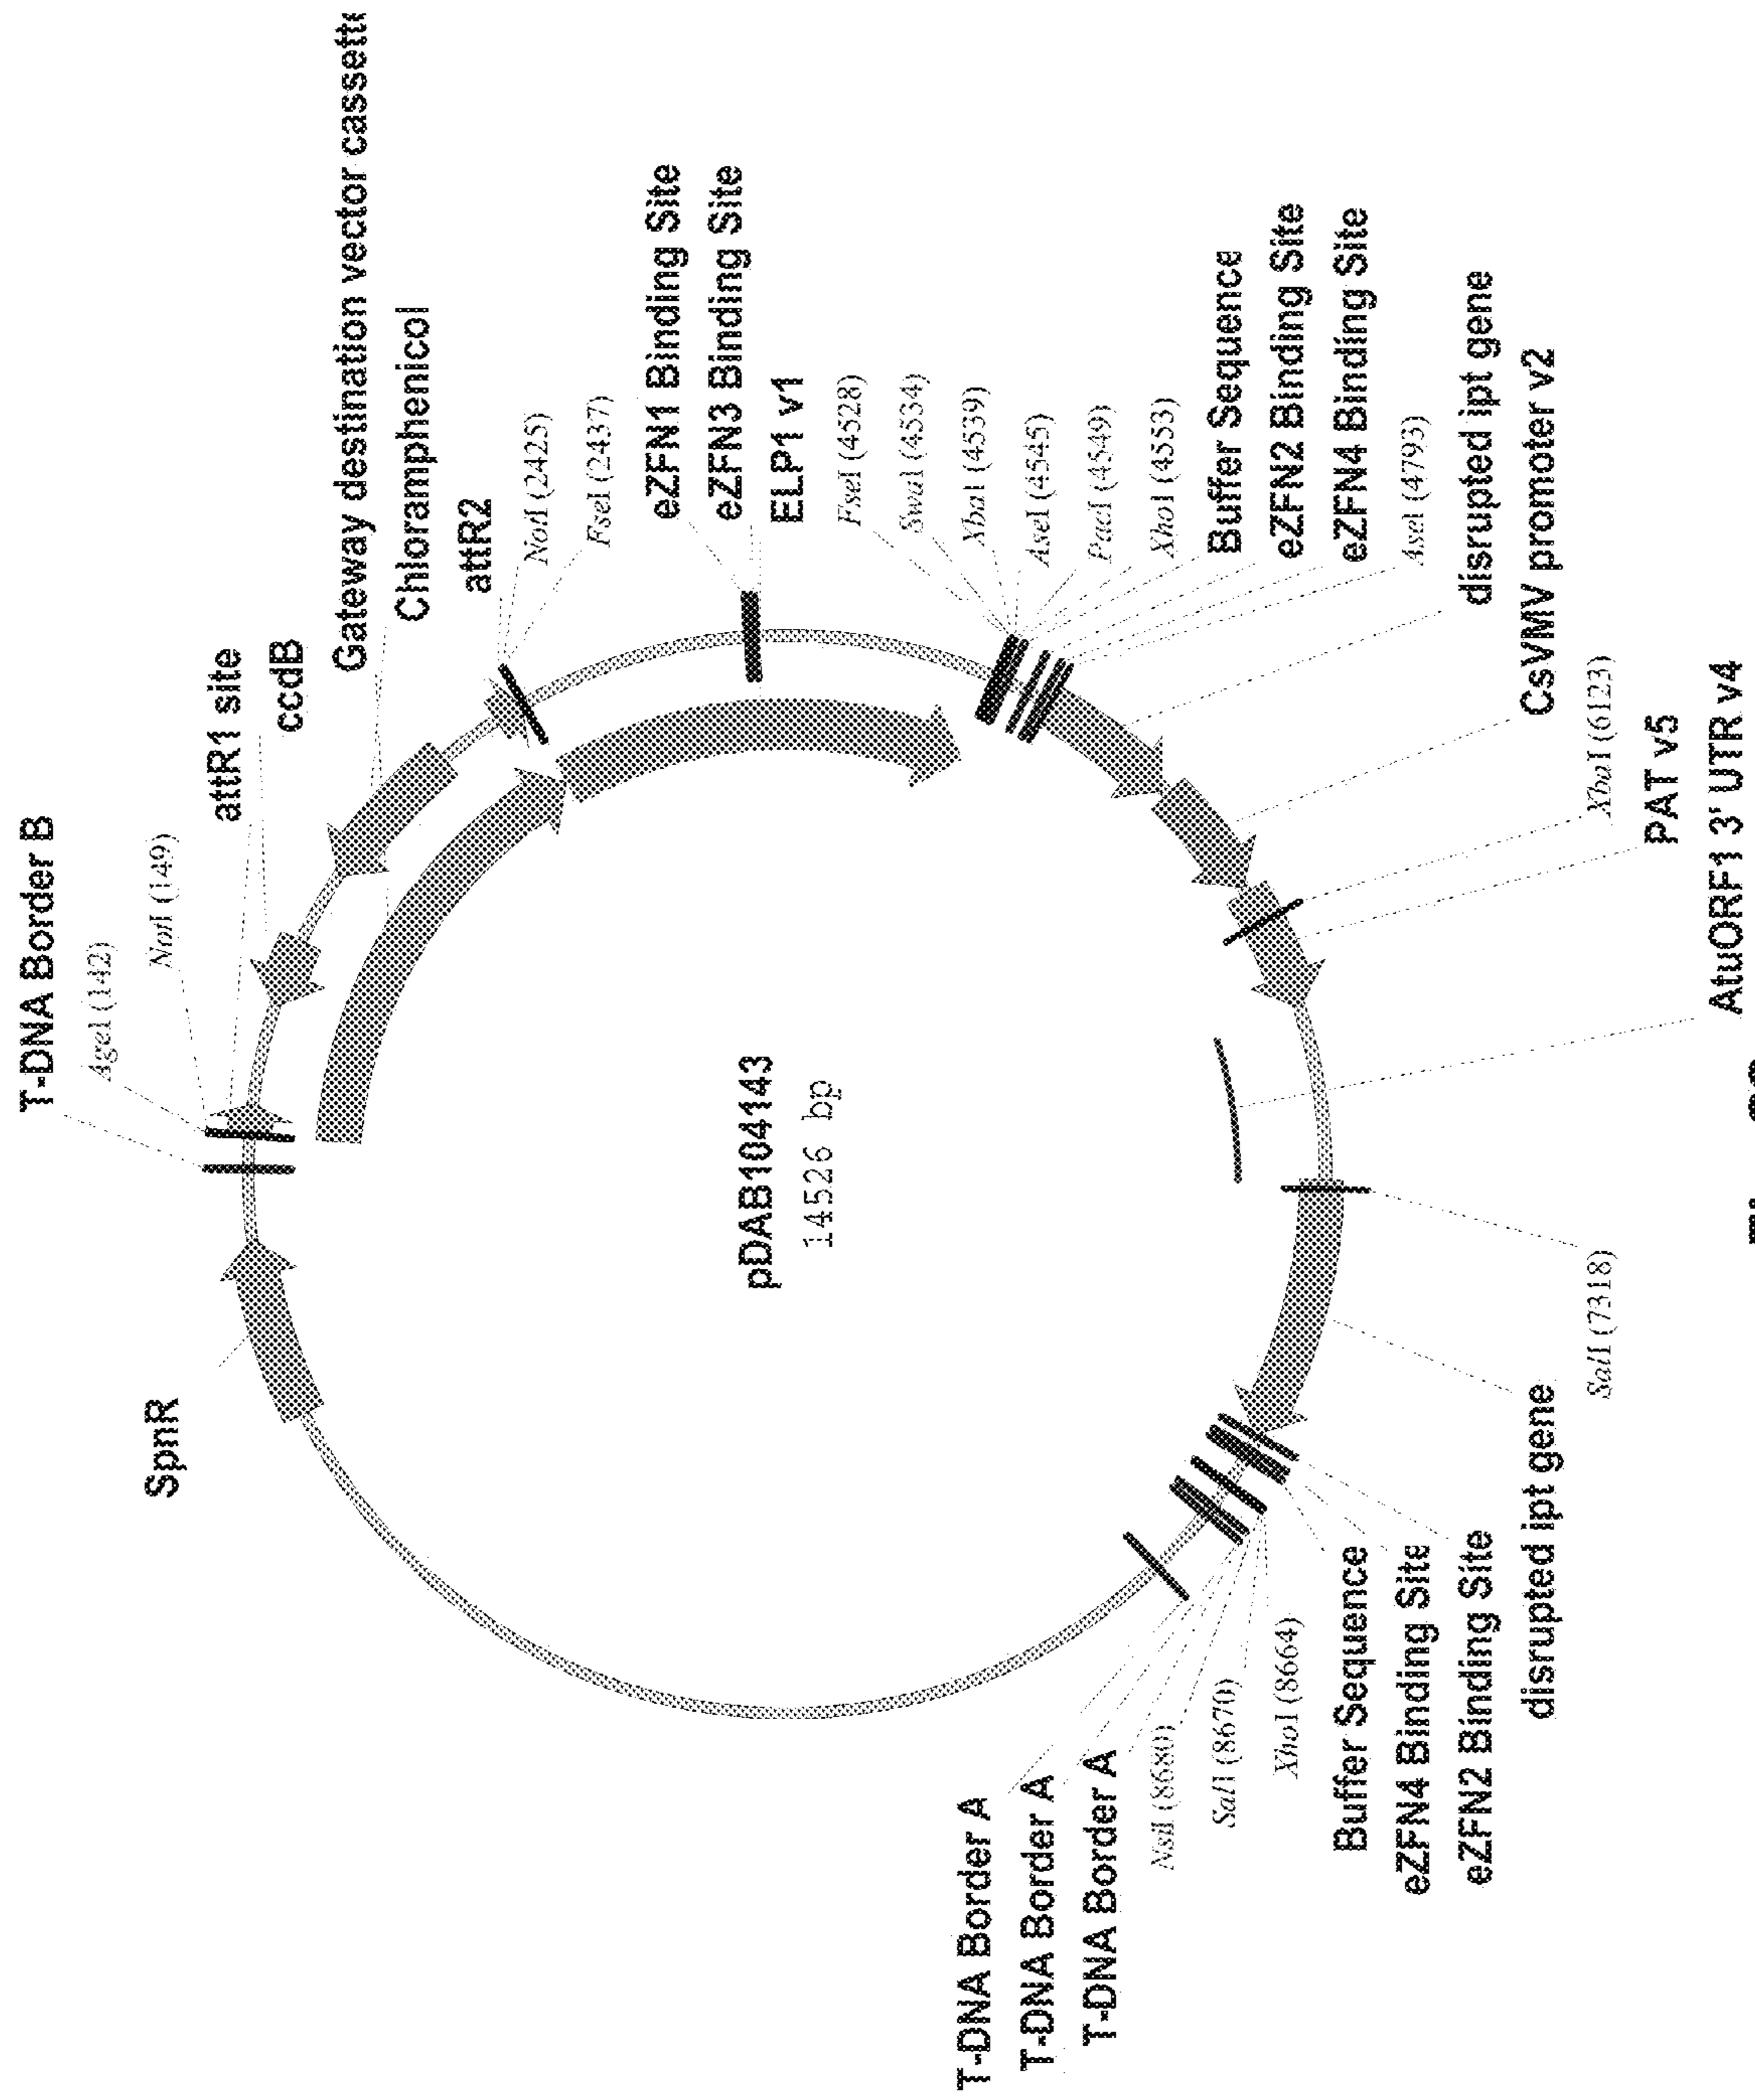 T-DNA Border B
AgeI (142)
NotI (149)
attR1 site
ccdB
Gateway destination vector cassette
Chloramphenicol
attR2
NotI (2425)
FseI (2437)
eZFN1 Binding Site
eZFN3 Binding Site
ELP1 v1
FseI (4528)
SwaI (4534)
XbaI (4539)
AseI (4545)
PacI (4549)
XhoI (4553)
Buffer Sequence
eZFN2 Binding Site
eZFN4 Binding Site
AseI (4793)
disrupted ipt gene
CsVMV promoter v2
XbaI (6123)
PAT v5
AtuORF1 3' UTR v4
SalI (7318)
disrupted ipt gene
eZFN2 Binding Site
eZFN4 Binding Site
Buffer Sequence
XhoI (8664)
SalI (8670)
NsiI (8680)
T-DNA Border A
T-DNA Border A
T-DNA Border A
SpnR
pDAB104143
14526 bp